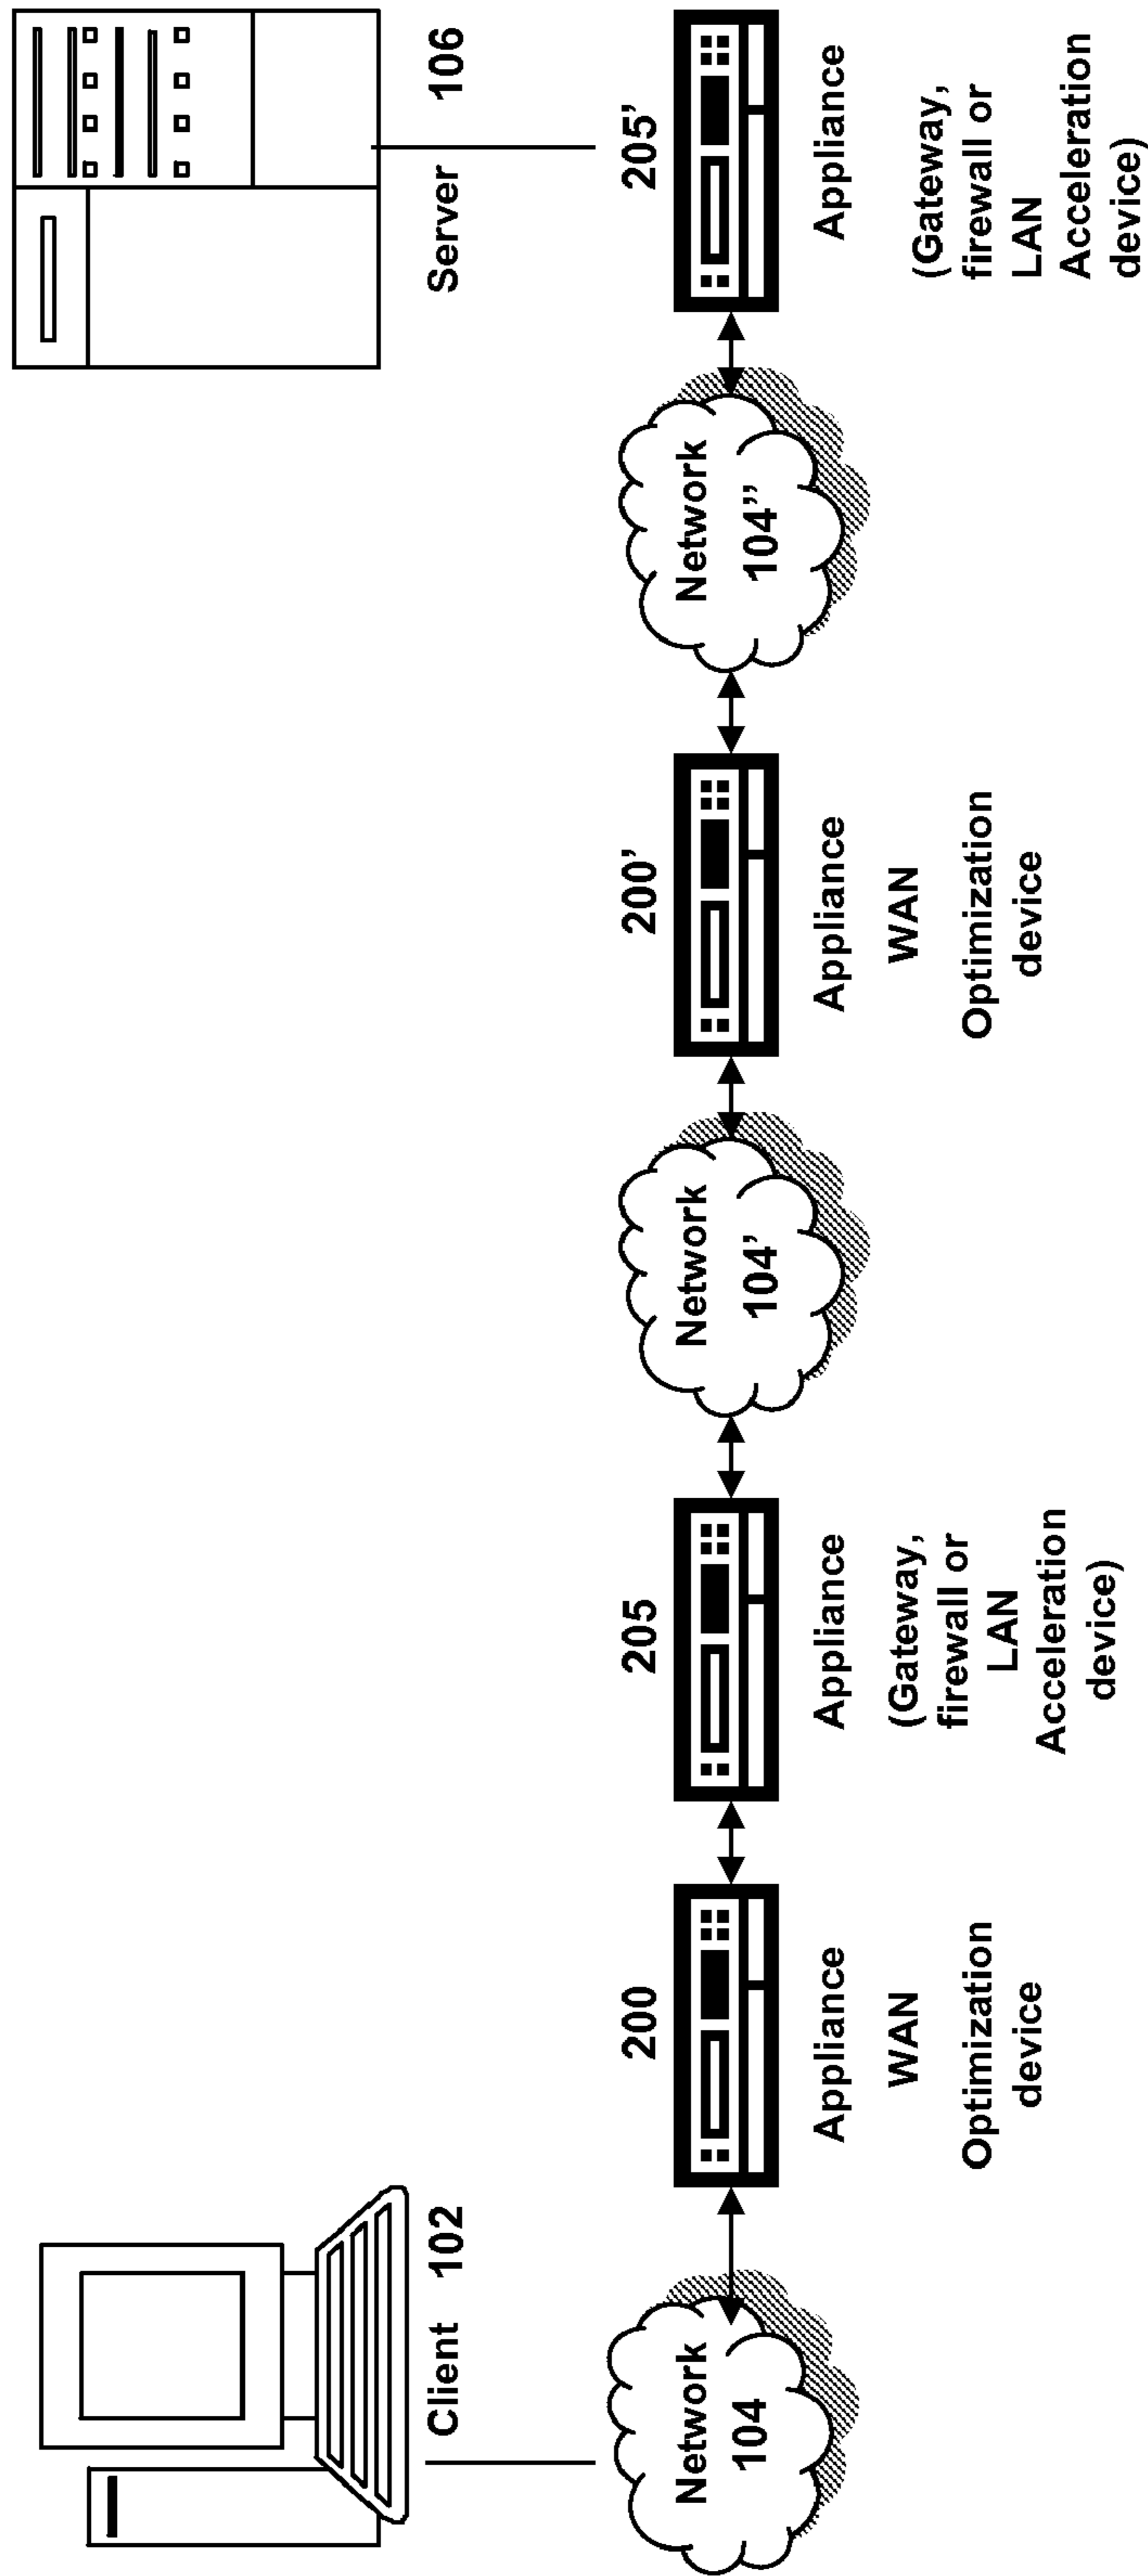 Client 102
Server 106
Network
104
200
Appliance
WAN
Optimization
device
205
Appliance
(Gateway,
firewall or
LAN
Acceleration
device)
Network
104’
200’
Appliance
WAN
Optimization
device
Network
104’’
205’
Appliance
(Gateway,
firewall or
LAN
Acceleration
device)